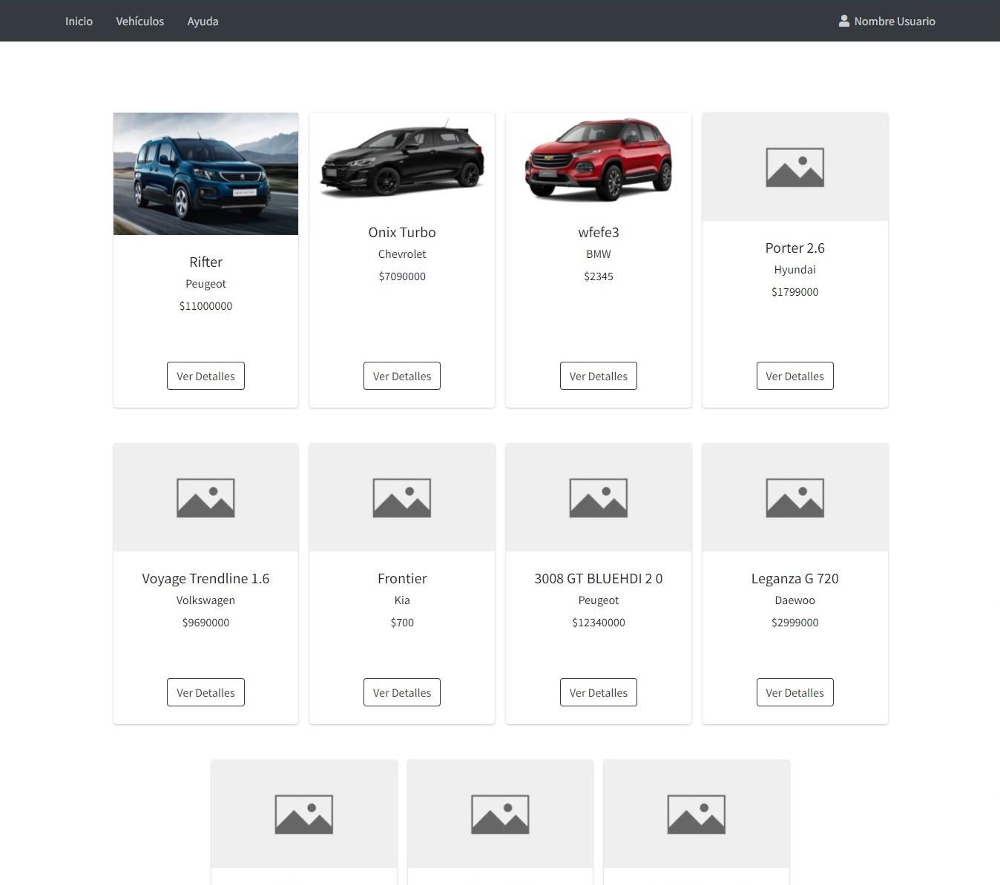 Inicio Vehículos Ayuda Nombre Usuario
Rifter
Peugeot
$11000000
Ver Detalles
Onix Turbo
Chevrolet
$7090000
Ver Detalles
wfefe3
BMW
$2345
Ver Detalles
Porter 2.6
Hyundai
$1799000
Ver Detalles
Voyage Trendline 1.6
Volkswagen
$9690000
Ver Detalles
Frontier
Kia
$700
Ver Detalles
3008 GT BLUEHDI 2 0
Peugeot
$12340000
Ver Detalles
Leganza G 720
Daewoo
$2999000
Ver Detalles